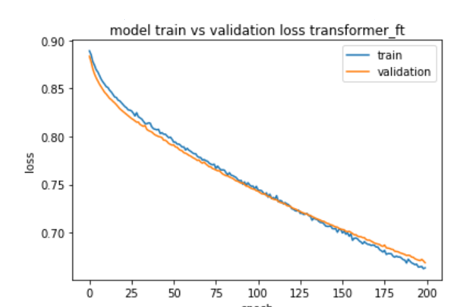 model train vs validation loss transformer_ft
0.90
train
validation
0.85
0.80
loss
0.75
0.70
0 25 50 75 100 125 150 175 200